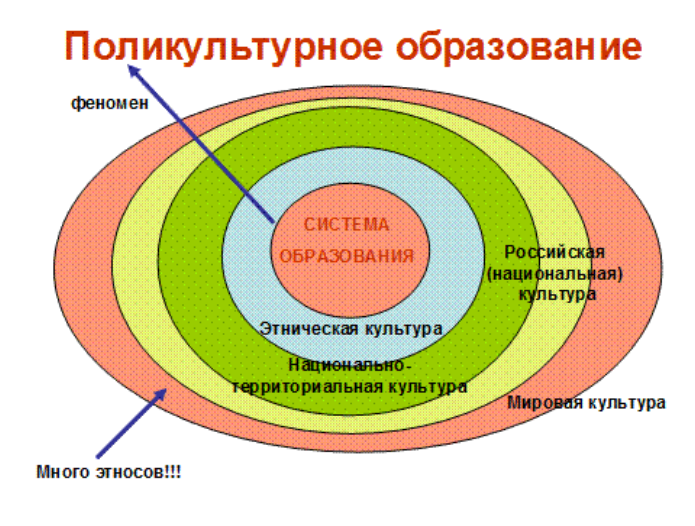 Поликультурное образование
феномен
СИСТЕМА
ОБРАЗОВАНИЯ
Российская
(национальная)
культура
Этническая культура
Национально-
территориальная культура
Мировая культура
Много этносов!!!